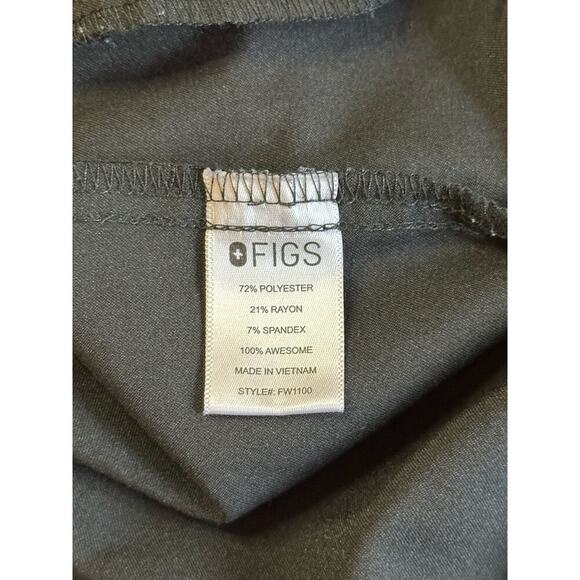 FIGS
72% POLYESTER
21% RAYON
7% SPANDEX
100% AWESOME
MADE IN VIETNAM
STYLE#: FW1100